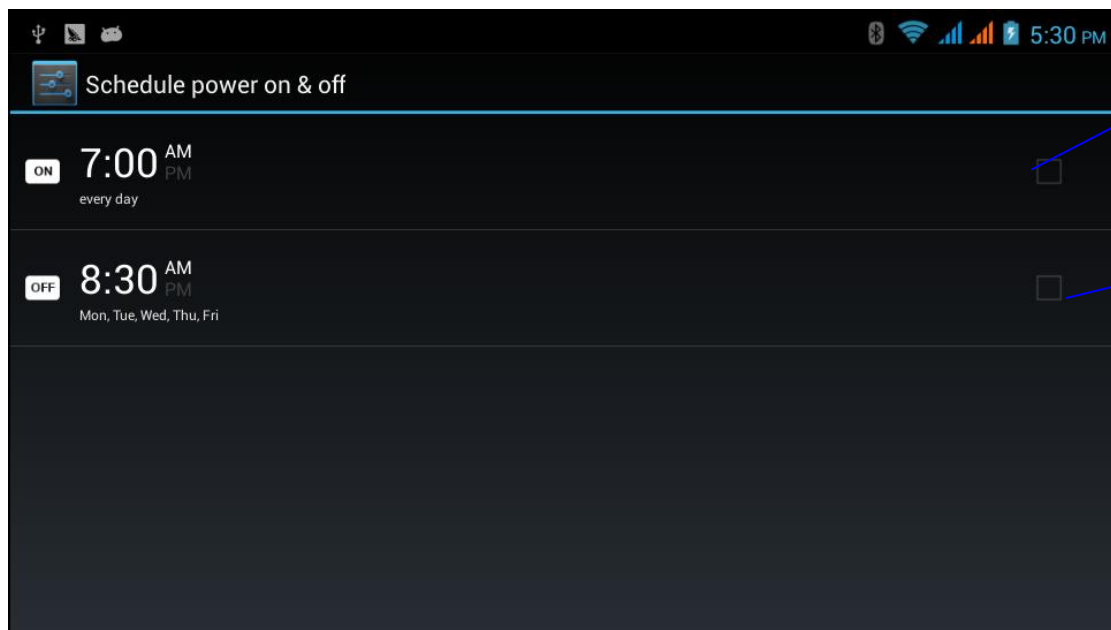 5:30 PM
Schedule power on & off
ON 7:00 AM
PM
every day
OFF 8:30 AM
PM
Mon, Tue, Wed, Thu, Fri